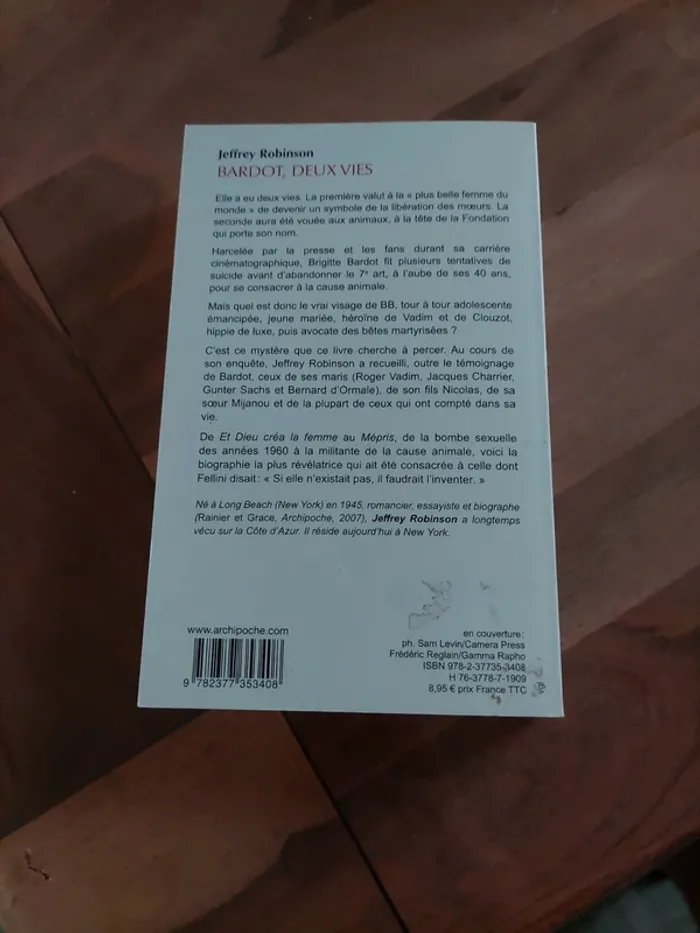 Jeffrey Robinson
BARDOT, DEUX VIES
Elle a eu deux vies. La première valut à la « plus belle femme du
monde » de devenir un symbole de la libération des mœurs. La
seconde aura été vouée aux animaux, à la tête de la Fondation
qui porte son nom.
Harcelée par la presse et les fans durant sa carrière
cinématographique, Brigitte Bardot fit plusieurs tentatives de
suicide avant d'abandonner le 7e art, à l'aube de ses 40 ans,
pour se consacrer à la cause animale.
Mais quel est donc le vrai visage de BB, tour à tour adolescente
émancipée, jeune mariée, héroïne de Vadim et de Clouzot,
hippie de luxe, puis avocate des bêtes martyrisées ?
C'est ce mystère que ce livre cherche à percer. Au cours de
son enquête, Jeffrey Robinson a recueilli, outre le témoignage
de Bardot, ceux de ses maris (Roger Vadim, Jacques Charrier,
Gunter Sachs et Bernard d'Ormale), de son fils Nicolas, de sa
sœur Mijanou et de la plupart de ceux qui ont compté dans sa
vie.
De Et Dieu créa la femme au Mépris, de la bombe sexuelle
des années 1960 à la militante de la cause animale, voici la
biographie la plus révélatrice qui ait été consacrée à celle dont
Fellini disait : « Si elle n'existait pas, il faudrait l'inventer. »
Né à Long Beach (New York) en 1945, romancier, essayiste et biographe
(Rainier et Grace, Archipoche, 2007), Jeffrey Robinson a longtemps
vécu sur la Côte d'Azur. Il réside aujourd'hui à New York.
www.archipoche.com
9 782377 353408
en couverture :
ph. Sam Levin/Camera Press
Frédéric Reglain/Gamma Rapho
ISBN 978-2-37735-3408
H 76-3778-7-1909
8,95 € prix France TTC